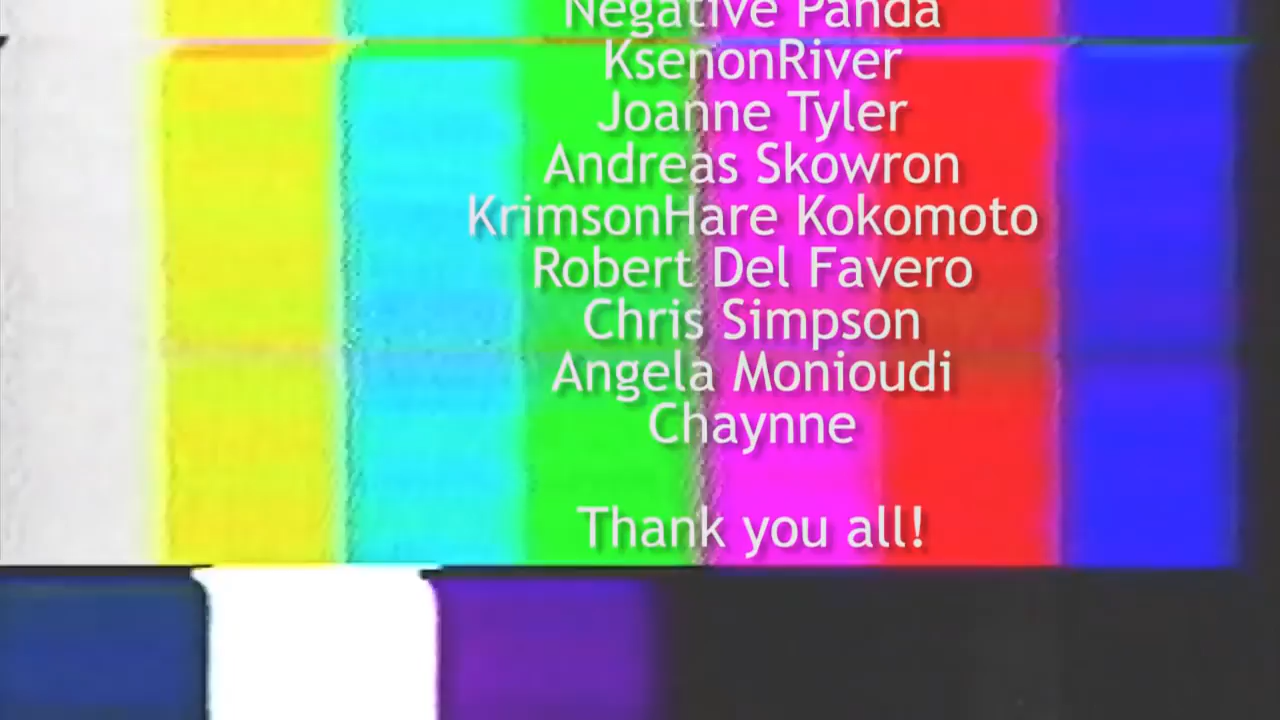 Negative Panda
KsenonRiver
Joanne Tyler
Andreas Skowron
KrimsonHare Kokomoto
Robert Del Favero
Chris Simpson
Angela Monioudi
Chaynne
Thank you all!